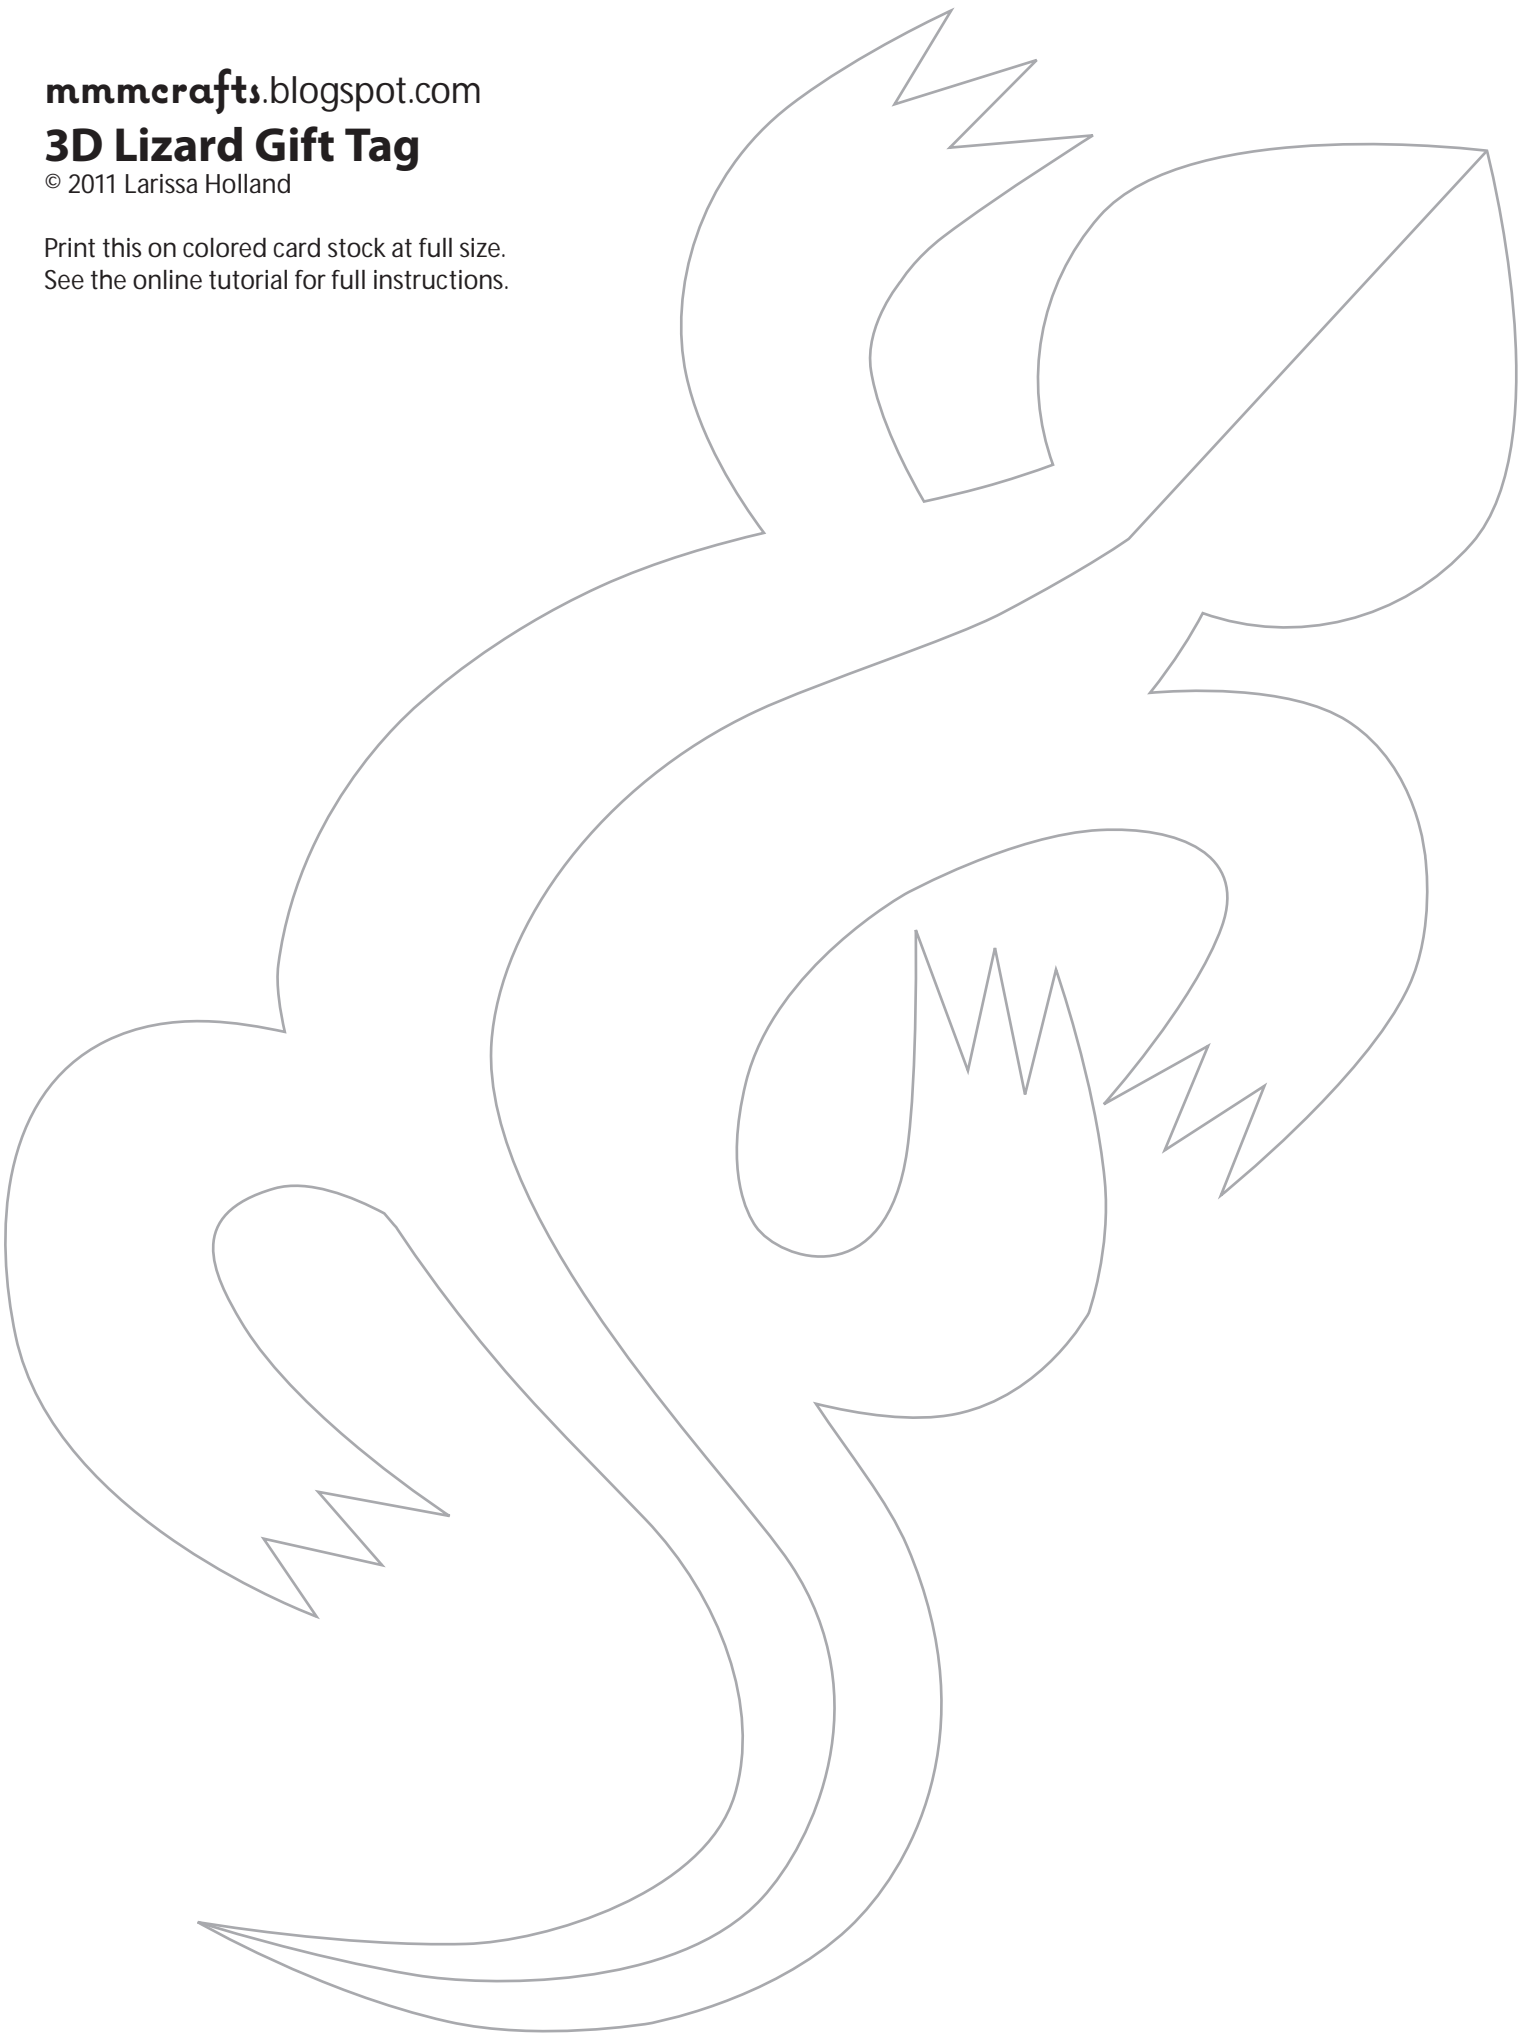 mmmcrafts.blogspot.com
3D Lizard Gift Tag
© 2011 Larissa Holland
Print this on colored card stock at full size.
See the online tutorial for full instructions.